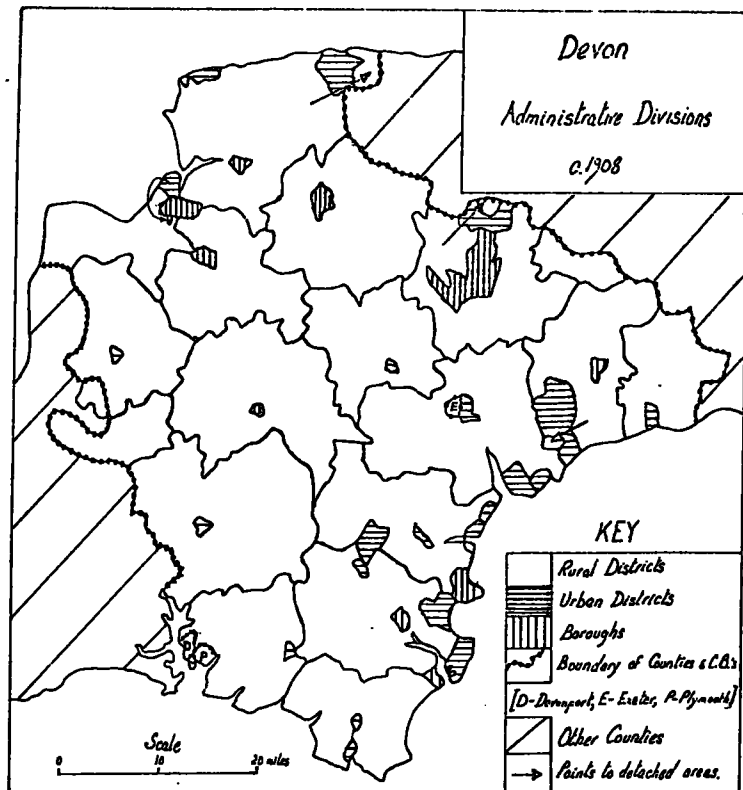 Devon
Administrative Divisions
c.1908
E
D
P
KEY
Rural Districts
Urban Districts
Boroughs
Boundary of Counties & C.B.'s
[D-Devonport, E-Exeter, P-Plymouth]
Other Counties
Points to detached areas.
Scale
0 10 20 miles